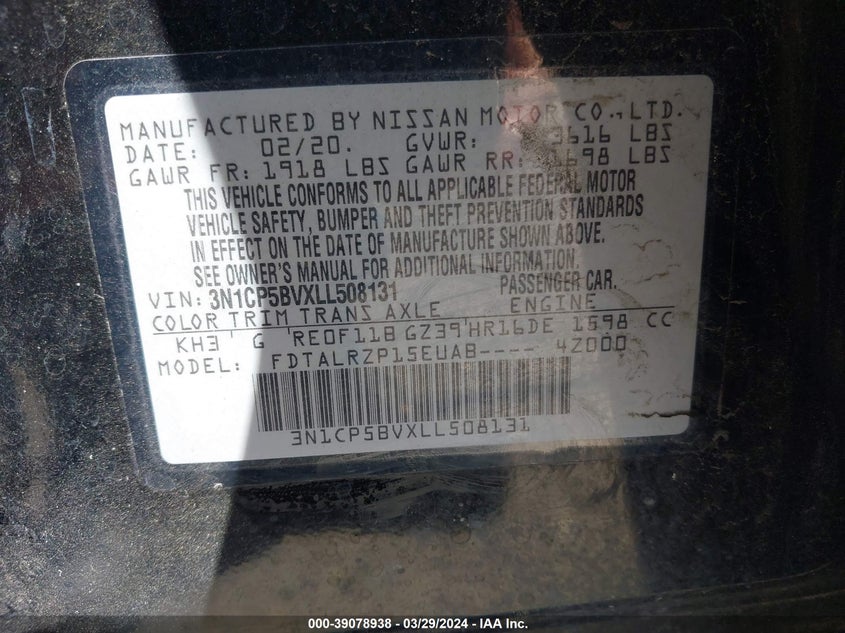 MANUFACTURED BY NISSAN MOTOR CO., LTD.
DATE: 02/20. GVWR: 3616 LBS
GAWR FR: 1918 LBS GAWR RR: 1698 LBS
THIS VEHICLE CONFORMS TO ALL APPLICABLE FEDERAL MOTOR
VEHICLE SAFETY, BUMPER AND THEFT PREVENTION STANDARDS
IN EFFECT ON THE DATE OF MANUFACTURE SHOWN ABOVE.
SEE OWNER'S MANUAL FOR ADDITIONAL INFORMATION.
VIN: 3N1CP5BVXLL508131 PASSENGER CAR.
COLOR TRIM TRANS AXLE ENGINE
KH3 G RE0F11B GZ39 HR16DE 1598 CC
MODEL: FDTALRZP15EUAB---- 4Z000
3N1CP5BVXLL508131
000-39078938 - 03/29/2024 - IAA Inc.